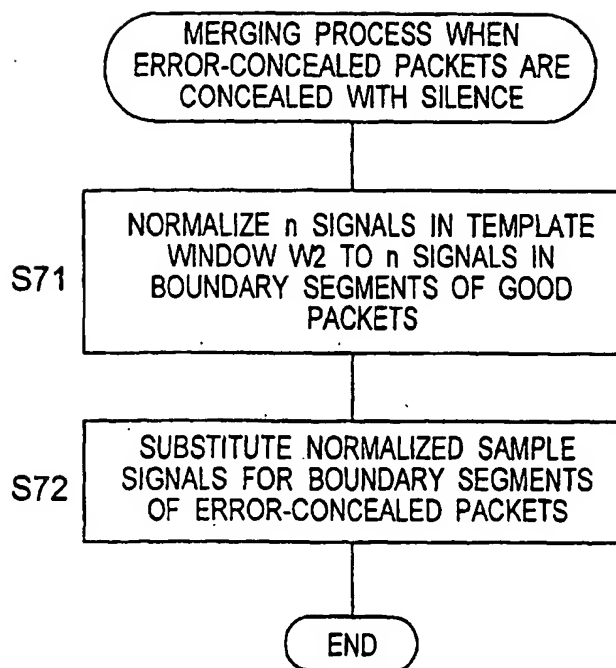 MERGING PROCESS WHEN
ERROR-CONCEALED PACKETS ARE
CONCEALED WITH SILENCE
S71
NORMALIZE n SIGNALS IN TEMPLATE
WINDOW W2 TO n SIGNALS IN
BOUNDARY SEGMENTS OF GOOD
PACKETS
S72
SUBSTITUTE NORMALIZED SAMPLE
SIGNALS FOR BOUNDARY SEGMENTS
OF ERROR-CONCEALED PACKETS
END